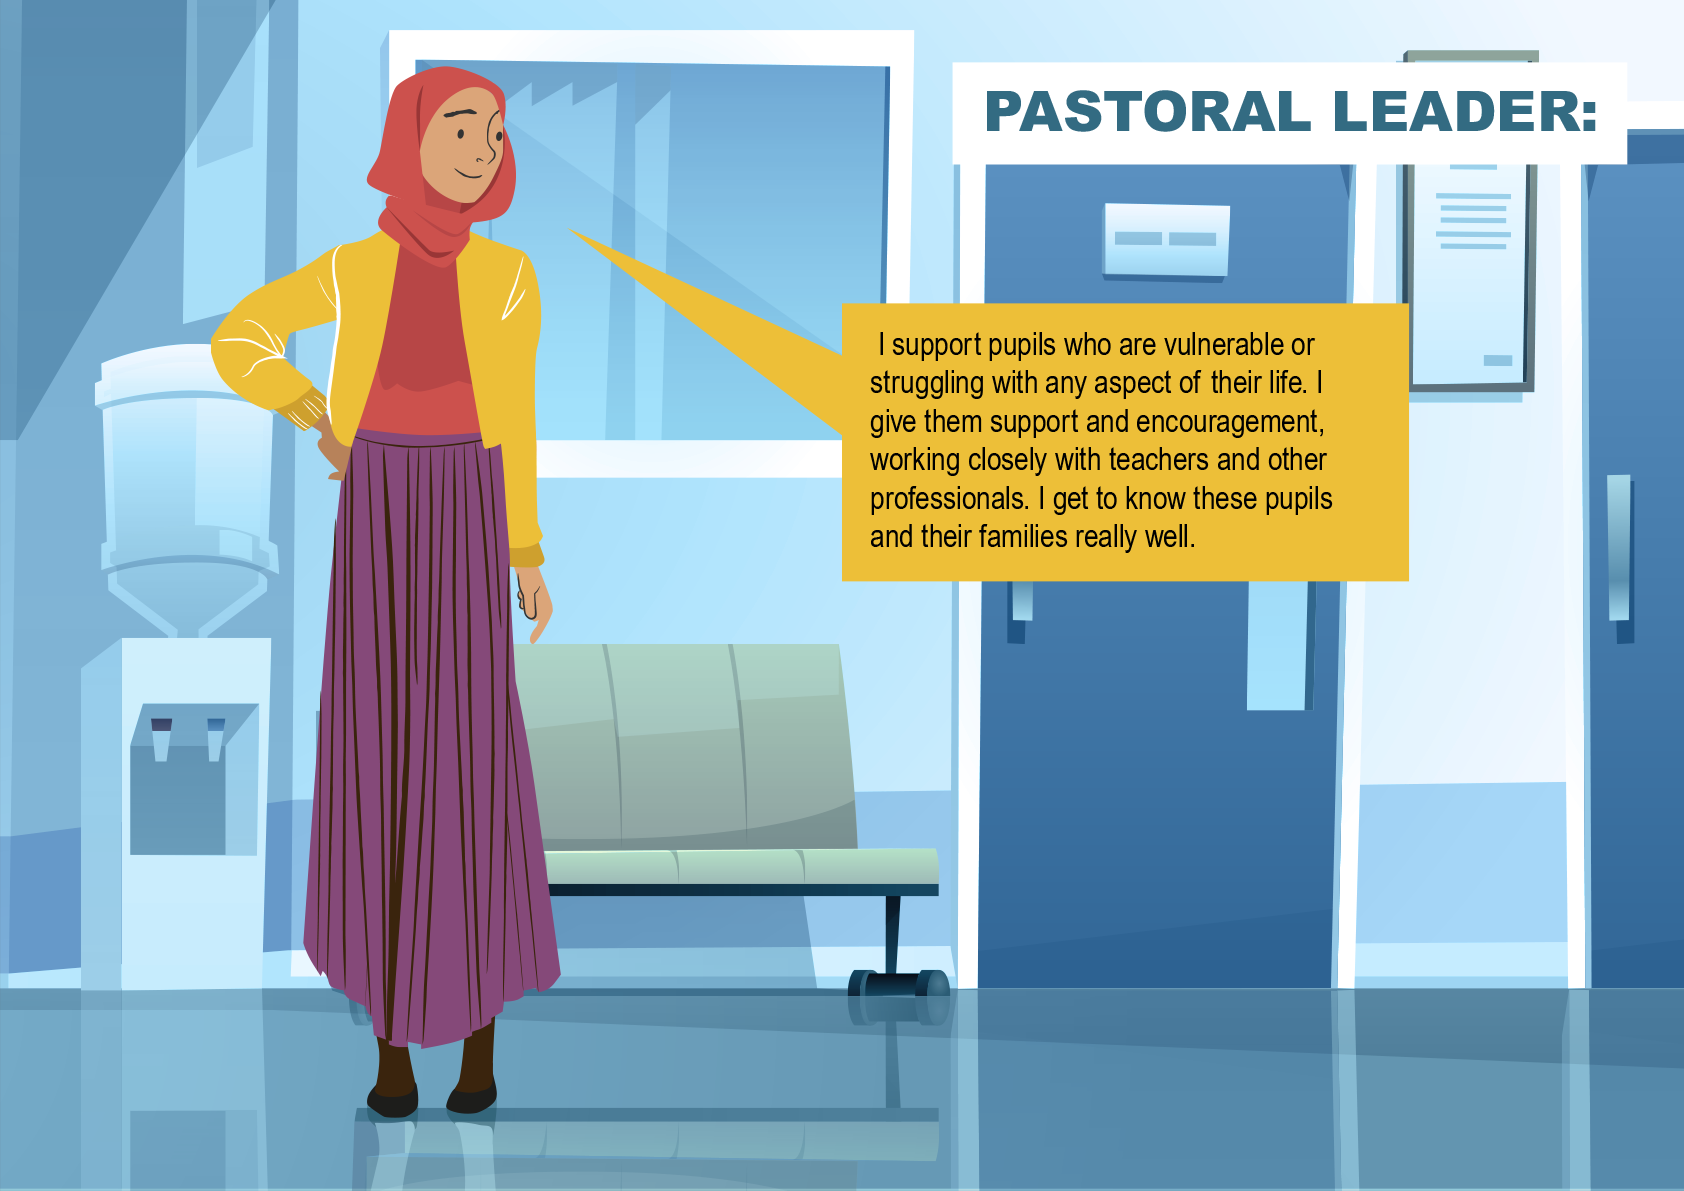 PASTORAL LEADER:
I support pupils who are vulnerable or
struggling with any aspect of their life. I
give them support and encouragement,
working closely with teachers and other
professionals. I get to know these pupils
and their families really well.